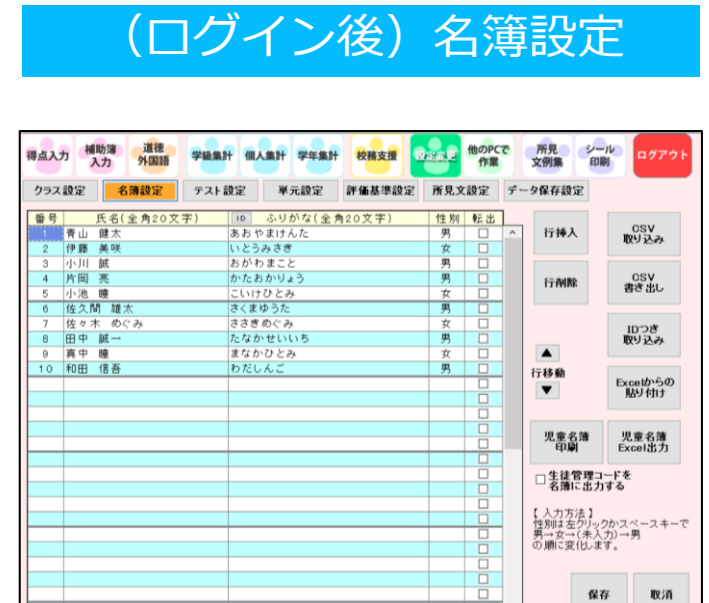 （ログイン後）名簿設定
得点入力 補助簿入力 道徳外国語 学級集計 個人集計 学年集計 校務支援 設定変更 他のPCで作業 所見文例集 シール印刷 ログアウト
クラス設定 名簿設定 テスト設定 単元設定 評価基準設定 所見文設定 データ保存設定
番号 氏名(全角20文字) ID ふりがな(全角20文字) 性別 転出
1 青山 健太 あおやまけんた 男
2 伊藤 美咲 いとうみさき 女
3 小川 誠 おがわまこと 男
4 片岡 亮 かたおかりょう 男
5 小池 瞳 こいけひとみ 女
6 佐久間 雄太 さくまゆうた 男
7 佐々木 めぐみ ささきめぐみ 女
8 田中 誠一 たなかせいいち 男
9 真中 瞳 まなかひとみ 女
10 和田 信吾 わだしんご 男
行挿入
CSV
取り込み
行削除
CSV
書き出し
IDつき
取り込み
▲
行移動
▼
Excelからの
貼り付け
児童名簿
印刷
児童名簿
Excel出力
生徒管理コードを
名簿に出力する
【入力方法】
性別は左クリックかスペースキーで
男→女→(未入力)→男
の順に変化します。
保存 取消